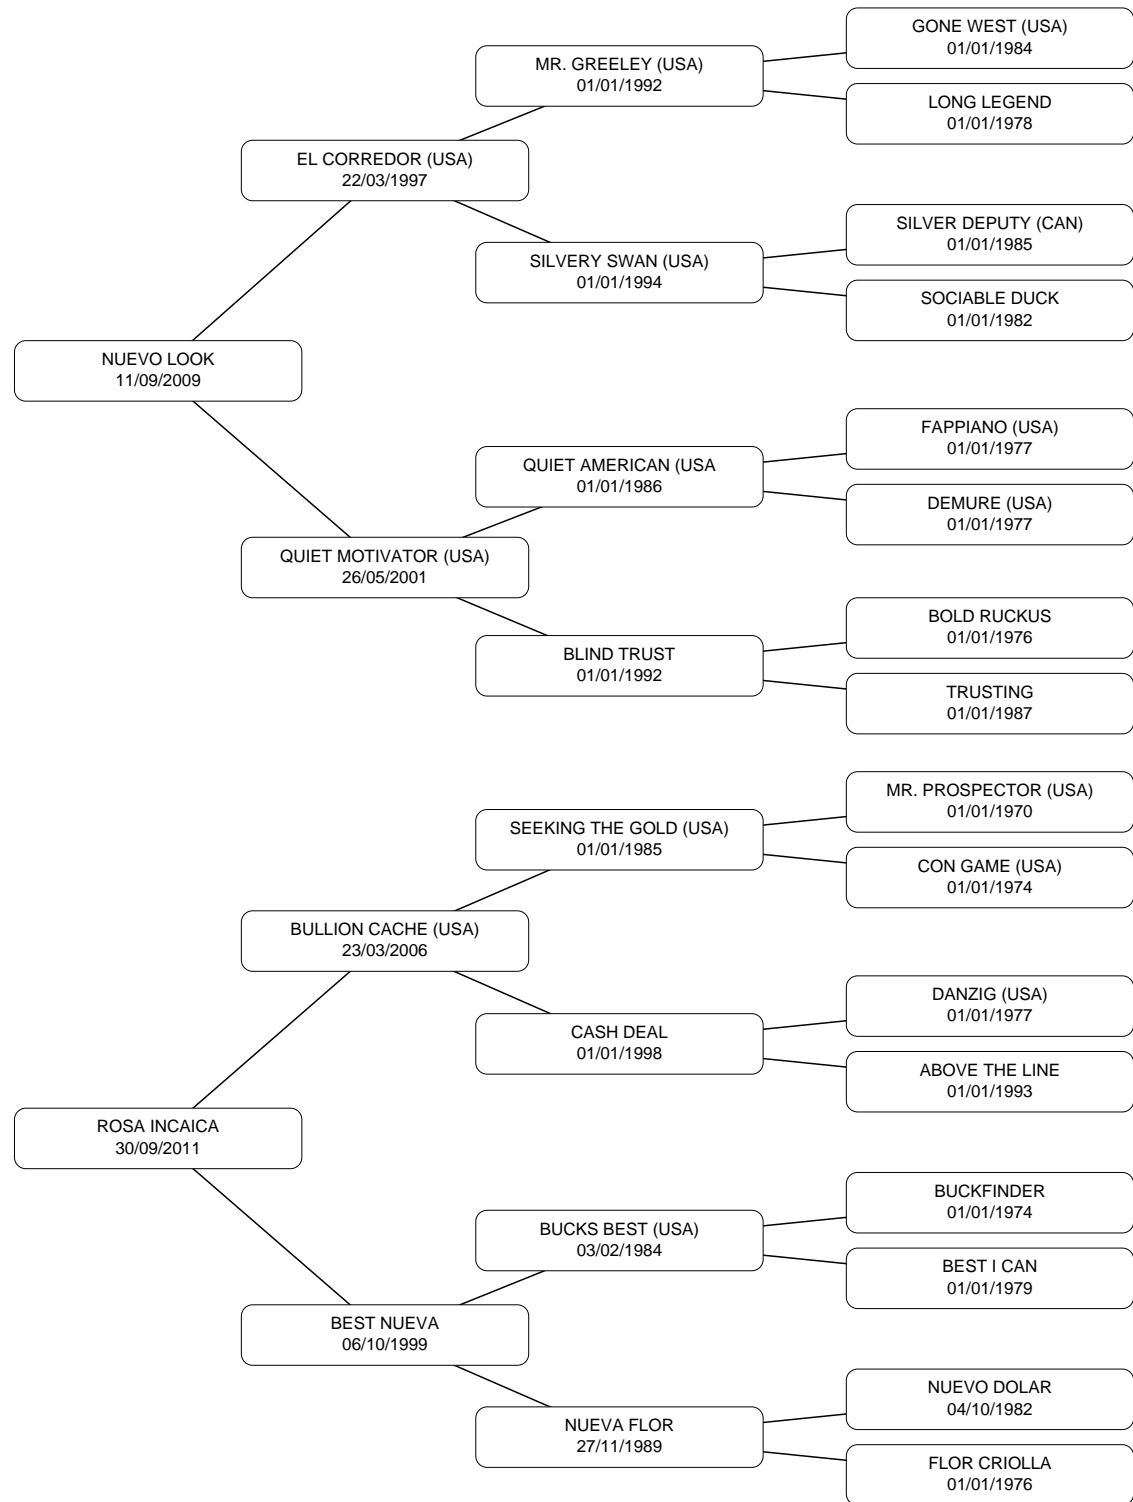 GONE WEST (USA)
01/01/1984
MR. GREELEY (USA)
01/01/1992
LONG LEGEND
01/01/1978
EL CORREDOR (USA)
22/03/1997
SILVER DEPUTY (CAN)
01/01/1985
SILVERY SWAN (USA)
01/01/1994
SOCIABLE DUCK
01/01/1982
NUEVO LOOK
11/09/2009
FAPPIANO (USA)
01/01/1977
QUIET AMERICAN (USA
01/01/1986
DEMURE (USA)
01/01/1977
QUIET MOTIVATOR (USA)
26/05/2001
BOLD RUCKUS
01/01/1976
BLIND TRUST
01/01/1992
TRUSTING
01/01/1987
MR. PROSPECTOR (USA)
01/01/1970
SEEKING THE GOLD (USA)
01/01/1985
CON GAME (USA)
01/01/1974
BULLION CACHE (USA)
23/03/2006
DANZIG (USA)
01/01/1977
CASH DEAL
01/01/1998
ABOVE THE LINE
01/01/1993
ROSA INCAICA
30/09/2011
BUCKFINDER
01/01/1974
BUCKS BEST (USA)
03/02/1984
BEST I CAN
01/01/1979
BEST NUEVA
06/10/1999
NUEVO DOLAR
04/10/1982
NUEVA FLOR
27/11/1989
FLOR CRIOLLA
01/01/1976